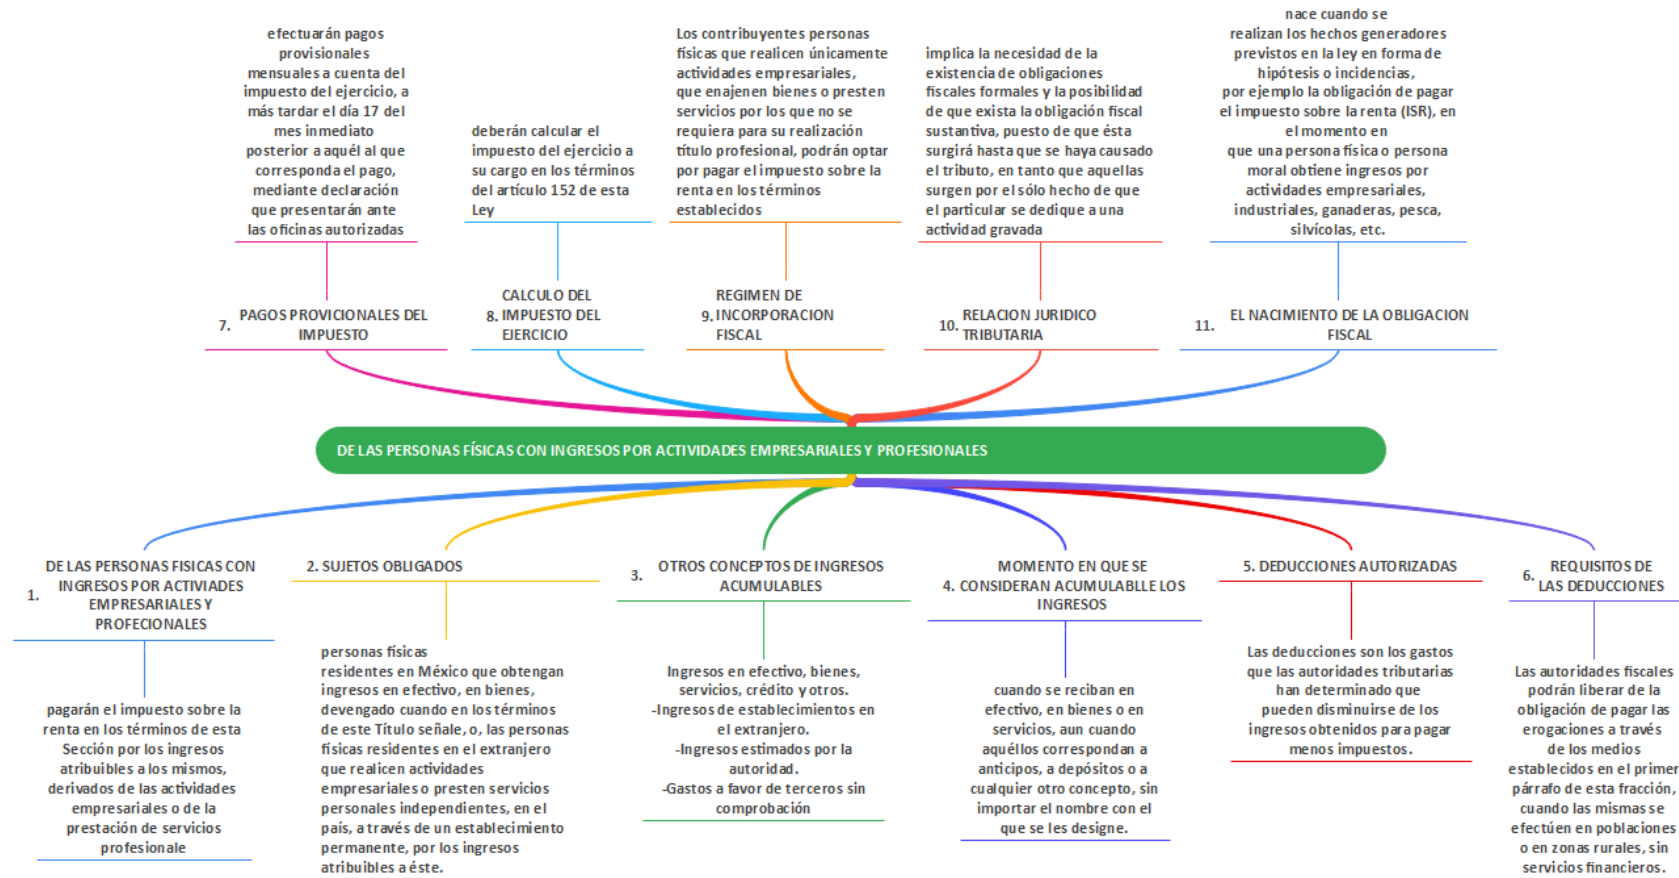 efectuarán pagos
provisionales
mensuales a cuenta del
impuesto del ejercicio, a
más tardar el día 17 del
mes inmediato
posterior a aquél al que
corresponda el pago,
mediante declaración
que presentarán ante
las oficinas autorizadas
7. PAGOS PROVICIONALES DEL
IMPUESTO
deberán calcular el
impuesto del ejercicio a
su cargo en los términos
del artículo 152 de esta
Ley
CALCULO DEL
8. IMPUESTO DEL
EJERCICIO
Los contribuyentes personas
físicas que realicen únicamente
actividades empresariales,
que enajenen bienes o presten
servicios por los que no se
requiera para su realización
título profesional, podrán optar
por pagar el impuesto sobre la
renta en los términos
establecidos
REGIMEN DE
9. INCORPORACION
FISCAL
implica la necesidad de la
existencia de obligaciones
fiscales formales y la posibilidad
de que exista la obligación fiscal
sustantiva, puesto de que ésta
surgirá hasta que se haya causado
el tributo, en tanto que aquellas
surgen por el sólo hecho de que
el particular se dedique a una
actividad gravada
10. RELACION JURIDICO
TRIBUTARIA
nace cuando se
realizan los hechos generadores
previstos en la ley en forma de
hipótesis o incidencias,
por ejemplo la obligación de pagar
el impuesto sobre la renta (ISR), en
el momento en
que una persona física o persona
moral obtiene ingresos por
actividades empresariales,
industriales, ganaderas, pesca,
silvícolas, etc.
11. EL NACIMIENTO DE LA OBLIGACION
FISCAL
DE LAS PERSONAS FÍSICAS CON INGRESOS POR ACTIVIDADES EMPRESARIALES Y PROFESIONALES
DE LAS PERSONAS FISICAS CON
1. INGRESOS POR ACTIVIADES
EMPRESARIALES Y
PROFECIONALES
pagarán el impuesto sobre la
renta en los términos de esta
Sección por los ingresos
atribuibles a los mismos,
derivados de las actividades
empresariales o de la
prestación de servicios
profesionale
2. SUJETOS OBLIGADOS
personas físicas
residentes en México que obtengan
ingresos en efectivo, en bienes,
devengado cuando en los términos
de este Título señale, o, las personas
físicas residentes en el extranjero
que realicen actividades
empresariales o presten servicios
personales independientes, en el
país, a través de un establecimiento
permanente, por los ingresos
atribuibles a éste.
3. OTROS CONCEPTOS DE INGRESOS
ACUMULABLES
Ingresos en efectivo, bienes,
servicios, crédito y otros.
-Ingresos de establecimientos en
el extranjero.
-Ingresos estimados por la
autoridad.
-Gastos a favor de terceros sin
comprobación
MOMENTO EN QUE SE
4. CONSIDERAN ACUMULABLLE LOS
INGRESOS
cuando se reciban en
efectivo, en bienes o en
servicios, aun cuando
aquéllos correspondan a
anticipos, a depósitos o a
cualquier otro concepto, sin
importar el nombre con el
que se les designe.
5. DEDUCCIONES AUTORIZADAS
Las deducciones son los gastos
que las autoridades tributarias
han determinado que
pueden disminuirse de los
ingresos obtenidos para pagar
menos impuestos.
6. REQUISITOS DE
LAS DEDUCCIONES
Las autoridades fiscales
podrán liberar de la
obligación de pagar las
erogaciones a través
de los medios
establecidos en el primer
párrafo de esta fracción,
cuando las mismas se
efectúen en poblaciones
o en zonas rurales, sin
servicios financieros.